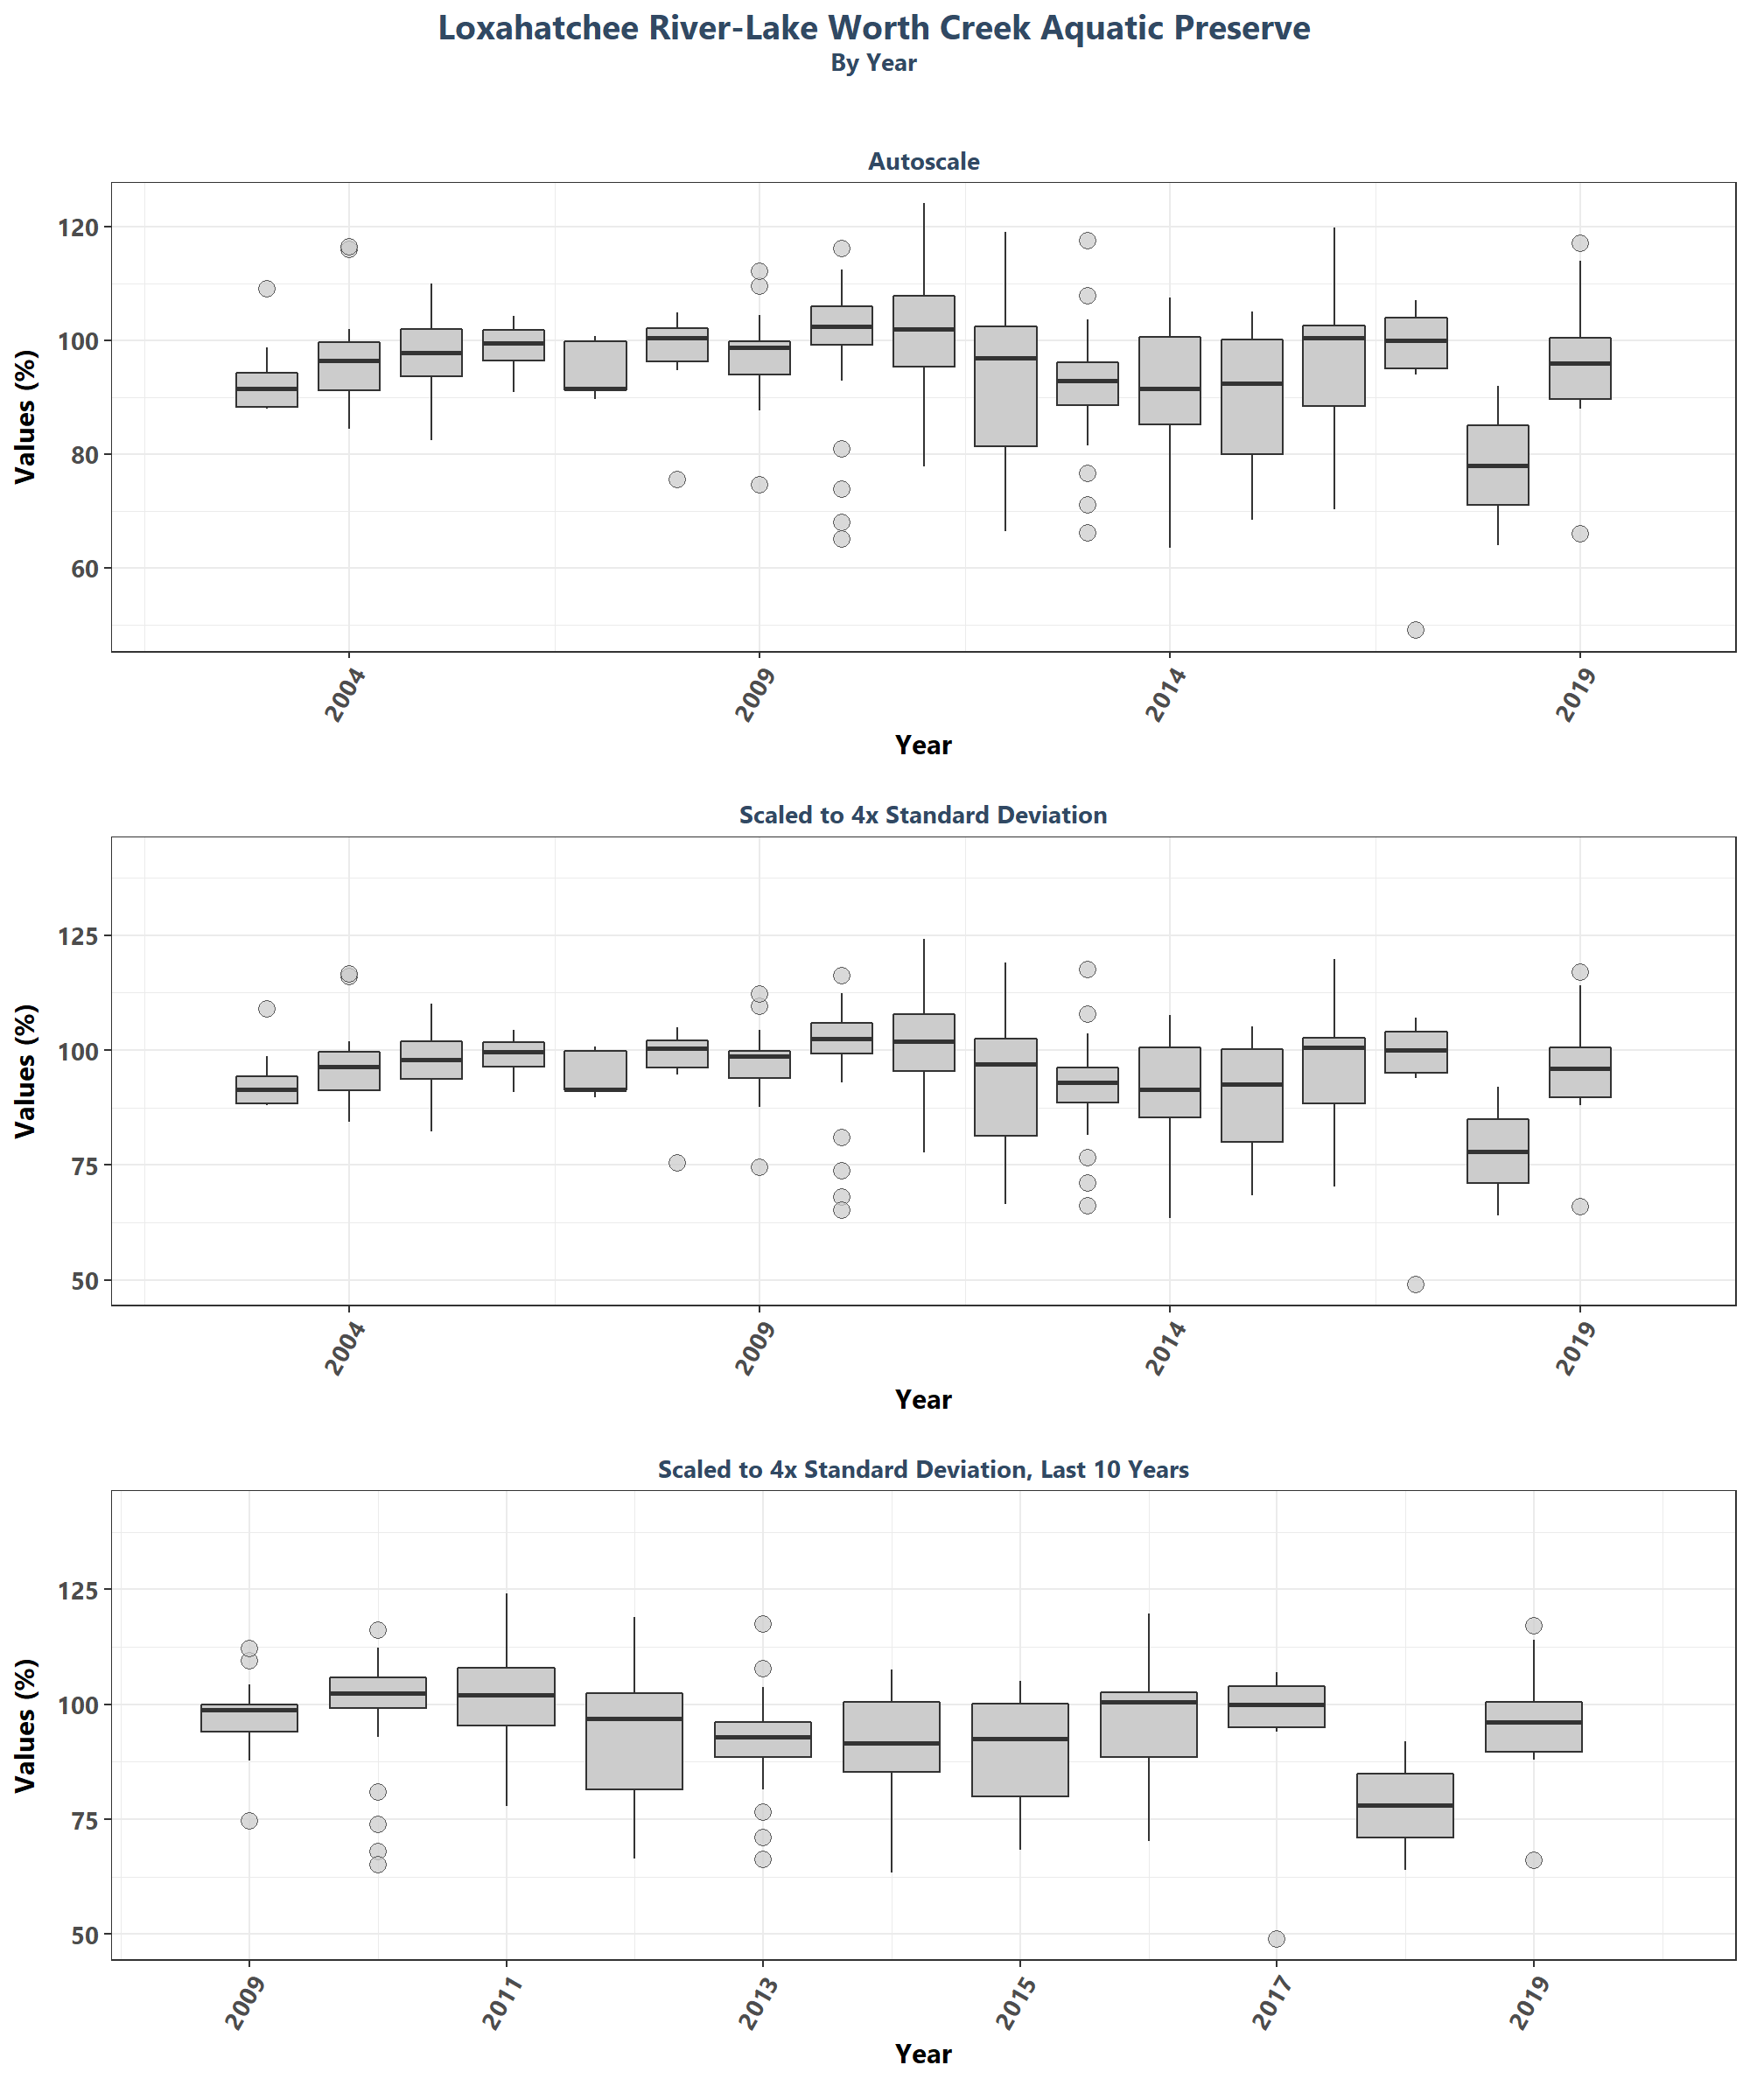 Loxahatchee River-Lake Worth Creek Aquatic Preserve
By Year
Autoscale
Values (%)
120
100
80
60
2004
2009
2014
2019
Year
Scaled to 4x Standard Deviation
Values (%)
125
100
75
50
2004
2009
2014
2019
Year
Scaled to 4x Standard Deviation, Last 10 Years
Values (%)
125
100
75
50
2009
2011
2013
2015
2017
2019
Year